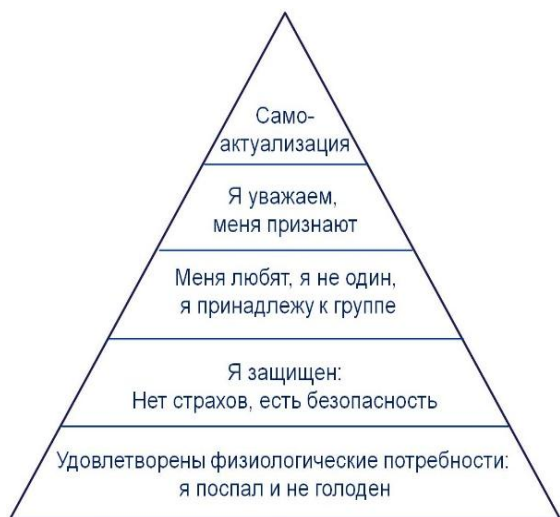 Само-
актуализация
Я уважаем,
меня признают
Меня любят, я не один,
я принадлежу к группе
Я защищен:
Нет страхов, есть безопасность
Удовлетворены физиологические потребности:
я поспал и не голоден